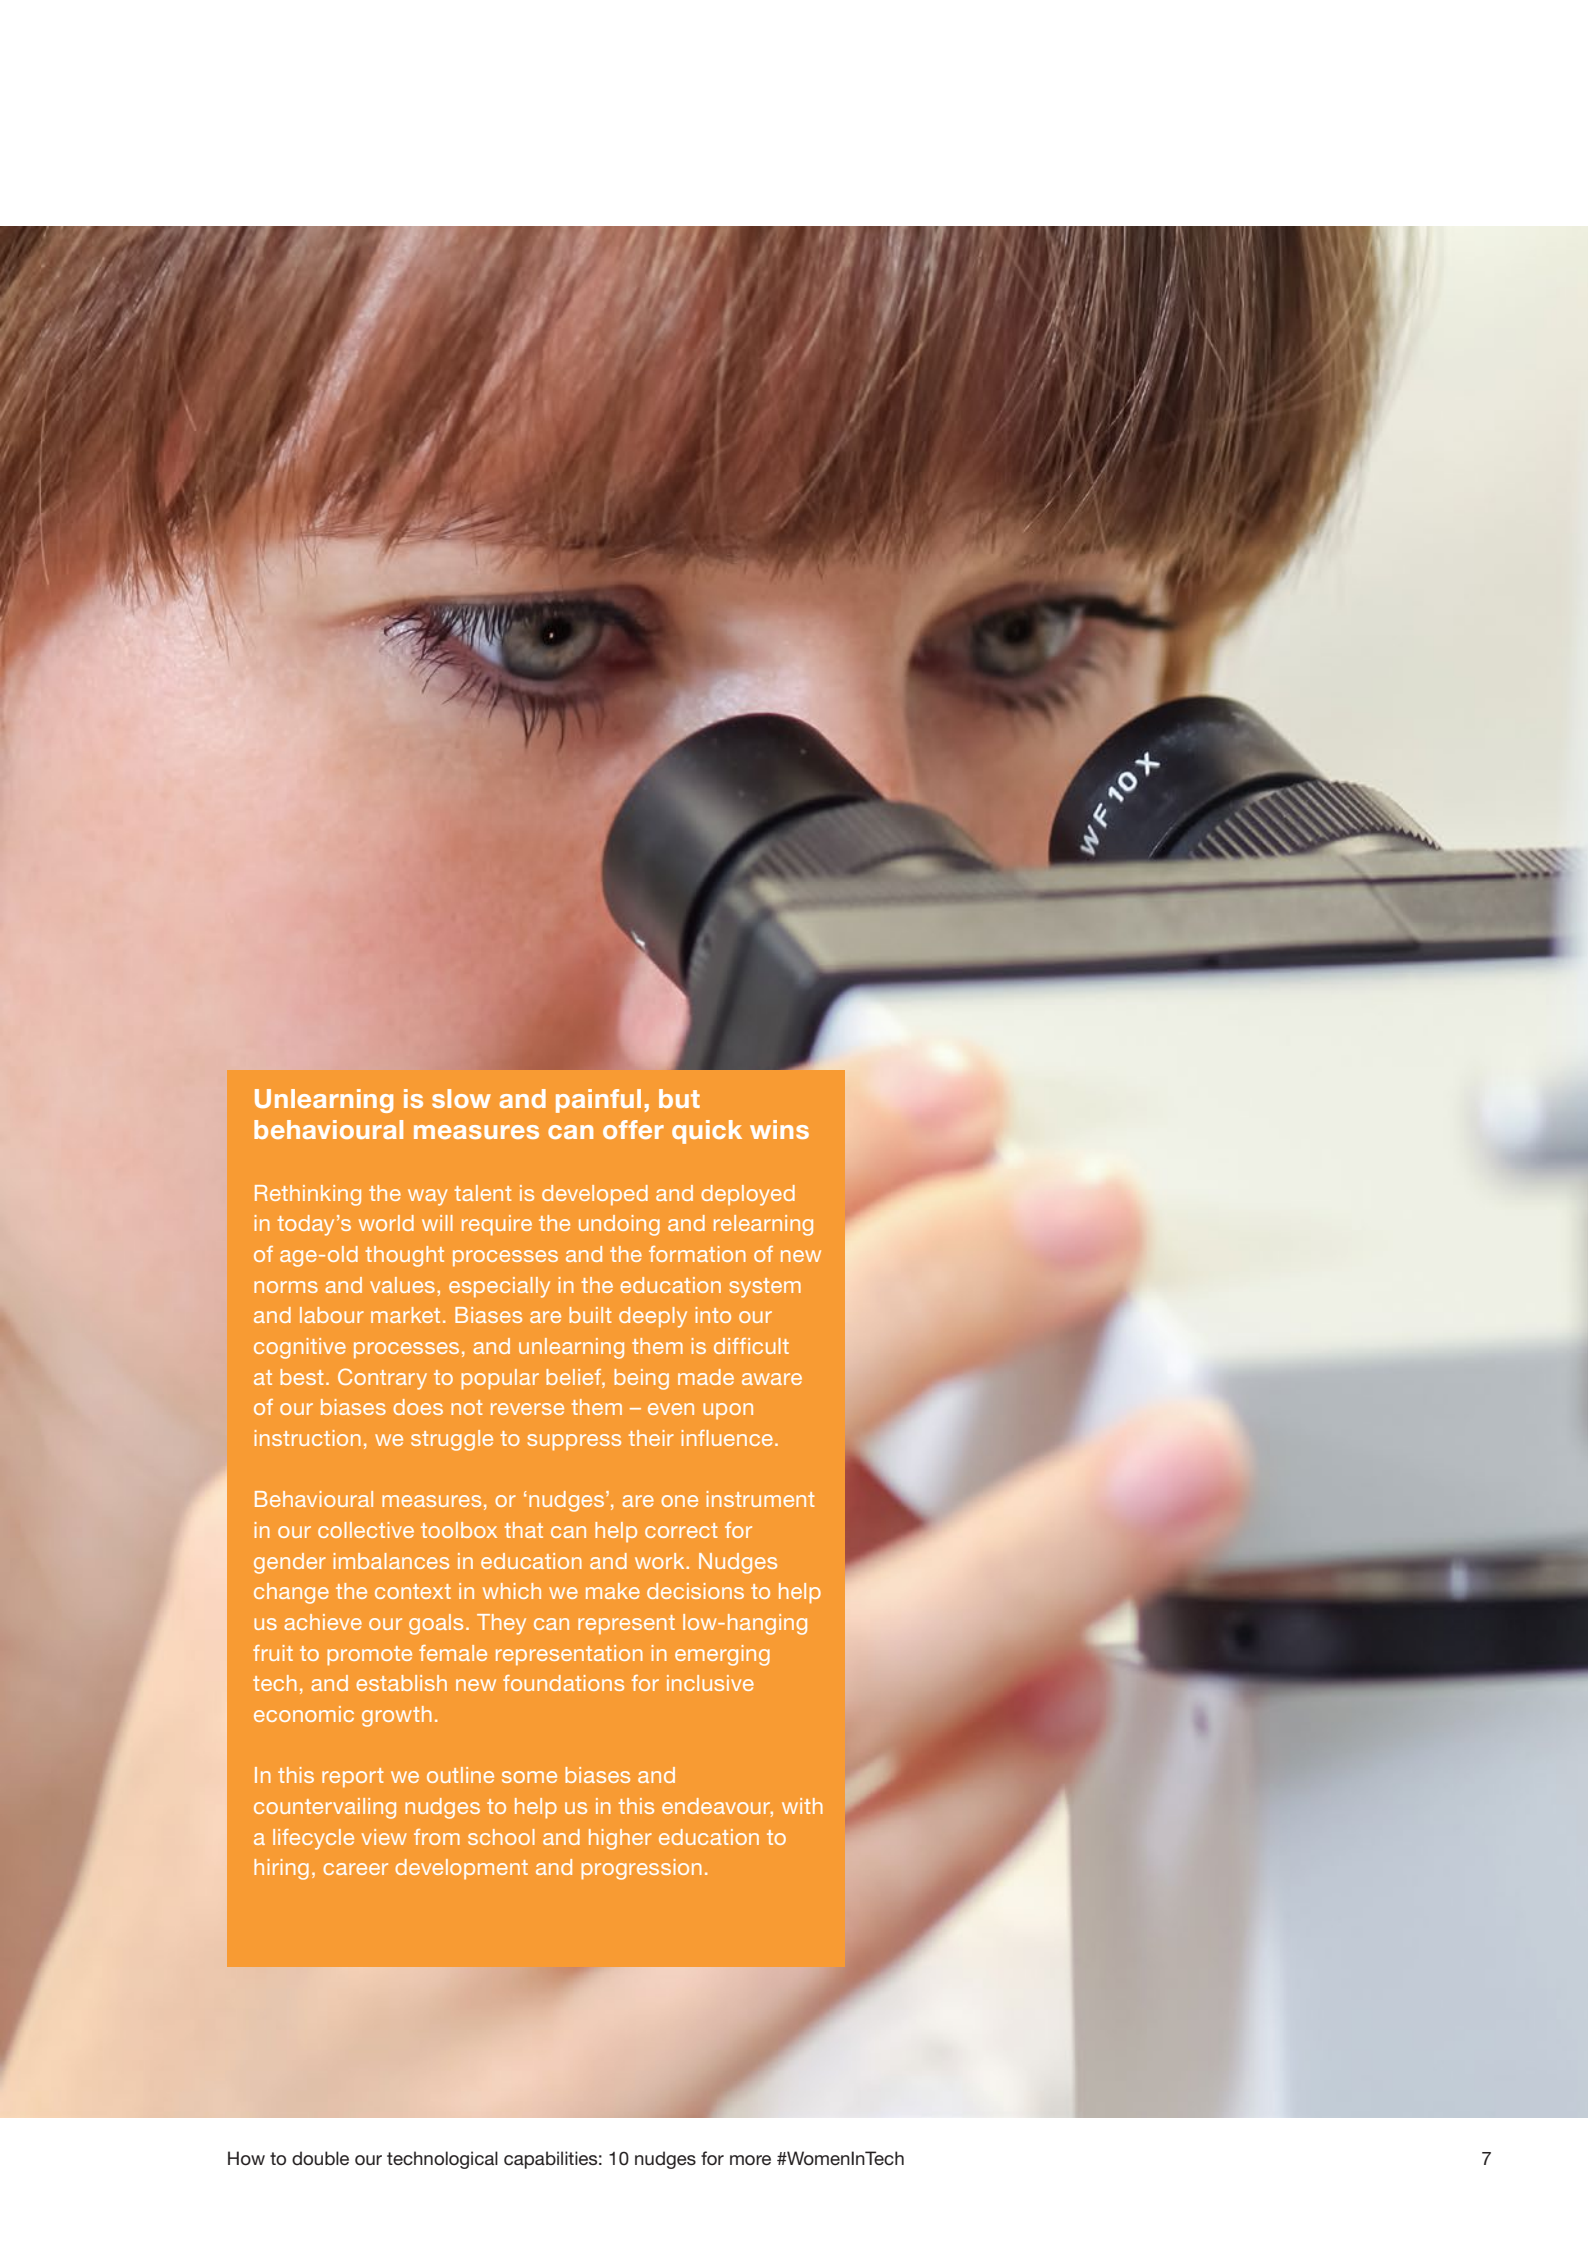 WF10X
Unlearning is slow and painful, but
behavioural measures can offer quick wins
Rethinking the way talent is developed and deployed
in today’s world will require the undoing and relearning
of age-old thought processes and the formation of new
norms and values, especially in the education system
and labour market. Biases are built deeply into our
cognitive processes, and unlearning them is difficult
at best. Contrary to popular belief, being made aware
of our biases does not reverse them – even upon
instruction, we struggle to suppress their influence.
Behavioural measures, or ‘nudges’, are one instrument
in our collective toolbox that can help correct for
gender imbalances in education and work. Nudges
change the context in which we make decisions to help
us achieve our goals. They can represent low-hanging
fruit to promote female representation in emerging
tech, and establish new foundations for inclusive
economic growth.
In this report we outline some biases and
countervailing nudges to help us in this endeavour, with
a lifecycle view from school and higher education to
hiring, career development and progression.
How to double our technological capabilities: 10 nudges for more #WomenInTech
7